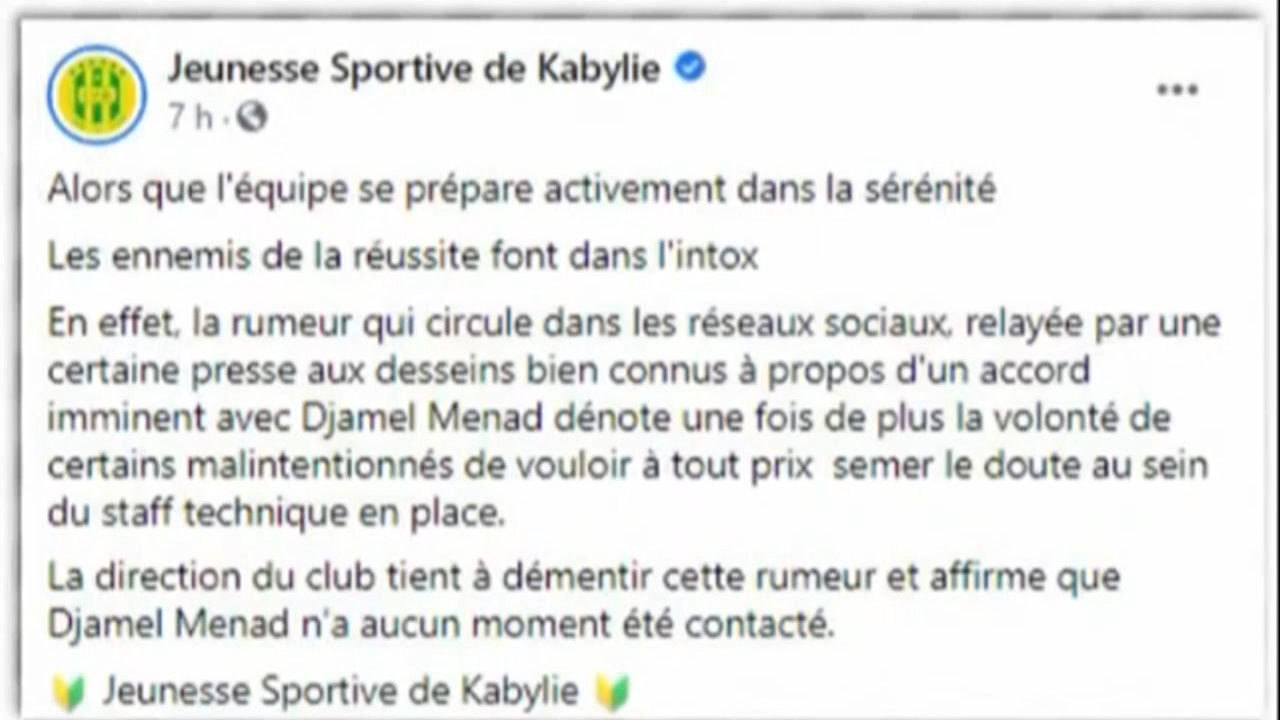 Jeunesse Sportive de Kabylie
7 h ·
Alors que l'équipe se prépare activement dans la sérénité
Les ennemis de la réussite font dans l'intox
En effet, la rumeur qui circule dans les réseaux sociaux, relayée par une
certaine presse aux desseins bien connus à propos d'un accord
imminent avec Djamel Menad dénote une fois de plus la volonté de
certains malintentionnés de vouloir à tout prix semer le doute au sein
du staff technique en place.
La direction du club tient à démentir cette rumeur et affirme que
Djamel Menad n'a aucun moment été contacté.
🔰 Jeunesse Sportive de Kabylie 🔰